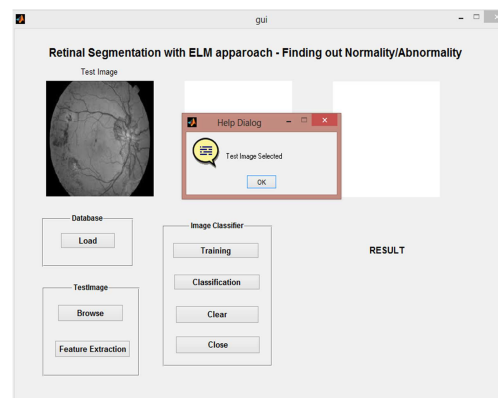 gui
Retinal Segmentation with ELM apparoach - Finding out Normality/Abnormality
Test Image
Help Dialog
Test Image Selected
OK
Database
Load
Image Classifier
Training
RESULT
Classification
TestImage
Browse
Clear
Feature Extraction
Close